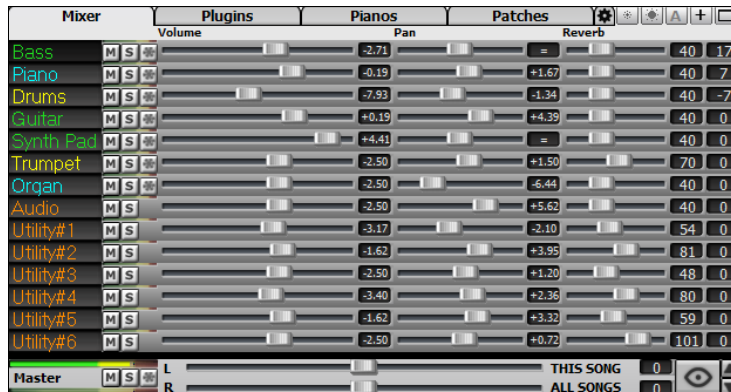 Mixer Plugins Pianos Patches A +
Volume Pan Reverb
Bass M S -2.71 = 40 17
Piano M S -0.19 +1.67 40 7
Drums M S -7.93 -1.34 40 -7
Guitar M S +0.19 +4.39 40 0
Synth Pad M S +4.41 = 40 0
Trumpet M S -2.50 +1.50 70 0
Organ M S -2.50 -6.44 40 0
Audio M S -2.50 +5.62 40 0
Utility#1 M S -3.17 -2.10 54 0
Utility#2 M S -1.62 +3.95 81 0
Utility#3 M S -2.50 +1.20 48 0
Utility#4 M S -3.40 +2.36 80 0
Utility#5 M S -1.62 +3.32 59 0
Utility#6 M S -2.50 +0.72 101 0
L THIS SONG 0
Master M S
R ALL SONGS 0